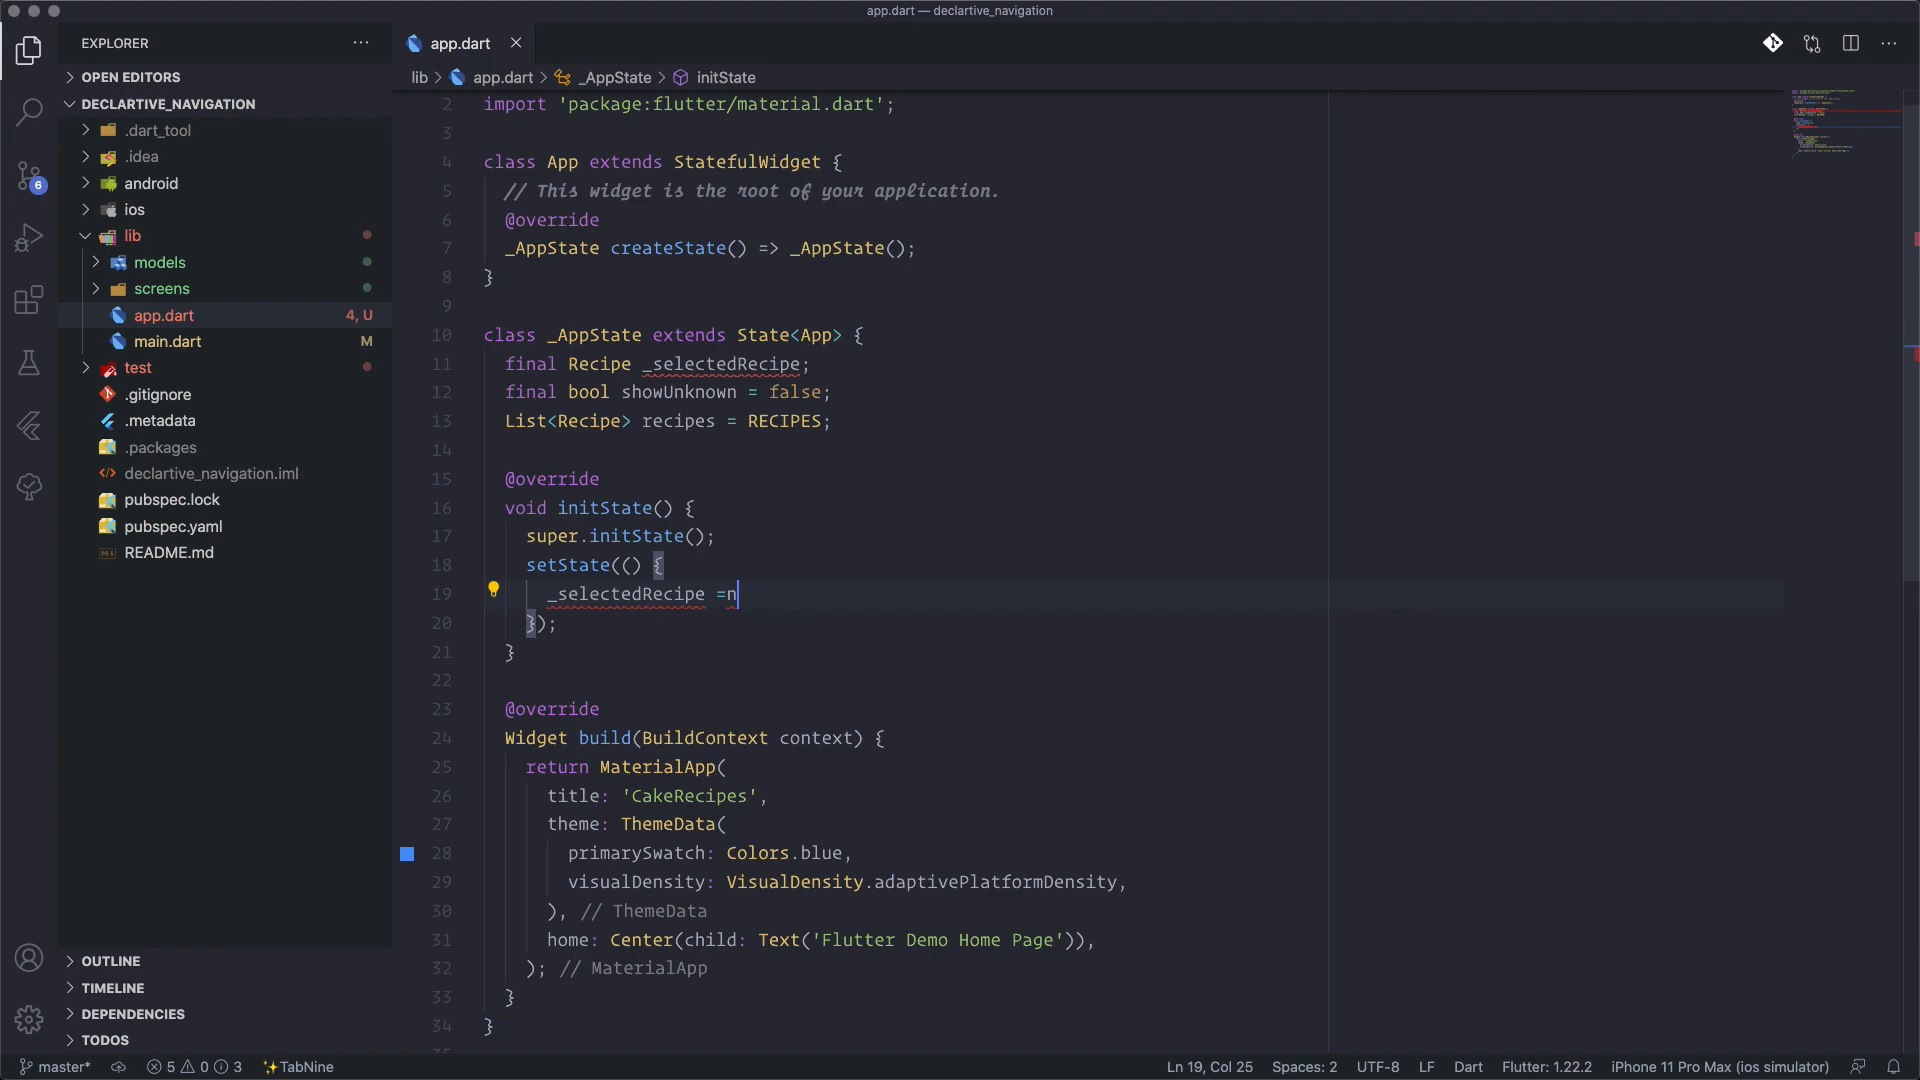 app.dart — declartive_navigation
EXPLORER
OPEN EDITORS
DECLARTIVE_NAVIGATION
.dart_tool
.idea
android
ios
lib
models
screens
app.dart 4, U
main.dart M
test
.gitignore
.metadata
.packages
declartive_navigation.iml
pubspec.lock
pubspec.yaml
README.md
OUTLINE
TIMELINE
DEPENDENCIES
TODOS
6
app.dart
lib > app.dart > _AppState > initState
2 import 'package:flutter/material.dart';
3
4 class App extends StatefulWidget {
5 // This widget is the root of your application.
6 @override
7 _AppState createState() => _AppState();
8 }
9
10 class _AppState extends State<App> {
11 final Recipe _selectedRecipe;
12 final bool showUnknown = false;
13 List<Recipe> recipes = RECIPES;
14
15 @override
16 void initState() {
17 super.initState();
18 setState(() {
19 _selectedRecipe =n
20 });
21 }
22
23 @override
24 Widget build(BuildContext context) {
25 return MaterialApp(
26 title: 'CakeRecipes',
27 theme: ThemeData(
28 primarySwatch: Colors.blue,
29 visualDensity: VisualDensity.adaptivePlatformDensity,
30 ), // ThemeData
31 home: Center(child: Text('Flutter Demo Home Page')),
32 ); // MaterialApp
33 }
34 }
master* 5 0 3 TabNine Ln 19, Col 25 Spaces: 2 UTF-8 LF Dart Flutter: 1.22.2 iPhone 11 Pro Max (ios simulator)